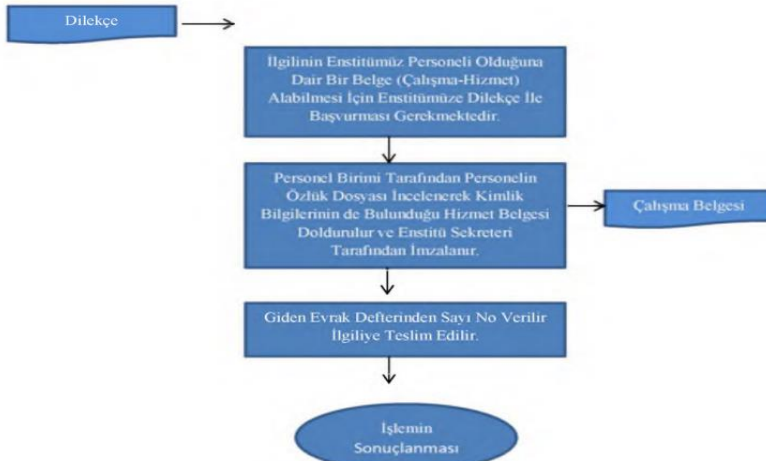 Dilekçe
İlgilinin Enstitümüz Personeli Olduğuna
Dair Bir Belge (Çalışma-Hizmet)
Alabilmesi İçin Enstitümüze Dilekçe İle
Başvurması Gerekmektedir.
Personel Birimi Tarafından Personelin
Özlük Dosyası İncelenerek Kimlik
Bilgilerinin de Bulunduğu Hizmet Belgesi
Doldurulur ve Enstitü Sekreteri
Tarafından İmzalanır.
Çalışma Belgesi
Giden Evrak Defterinden Sayı No Verilir
İlgiliye Teslim Edilir.
İşlemin
Sonuçlanması